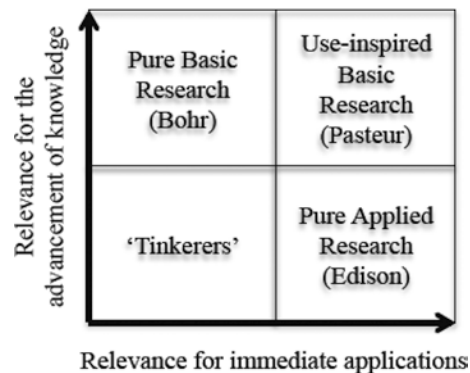 Relevance for the
advancement of knowledge
Pure Basic
Research
(Bohr)
Use-inspired
Basic
Research
(Pasteur)
‘Tinkerers’
Pure Applied
Research
(Edison)
Relevance for immediate applications